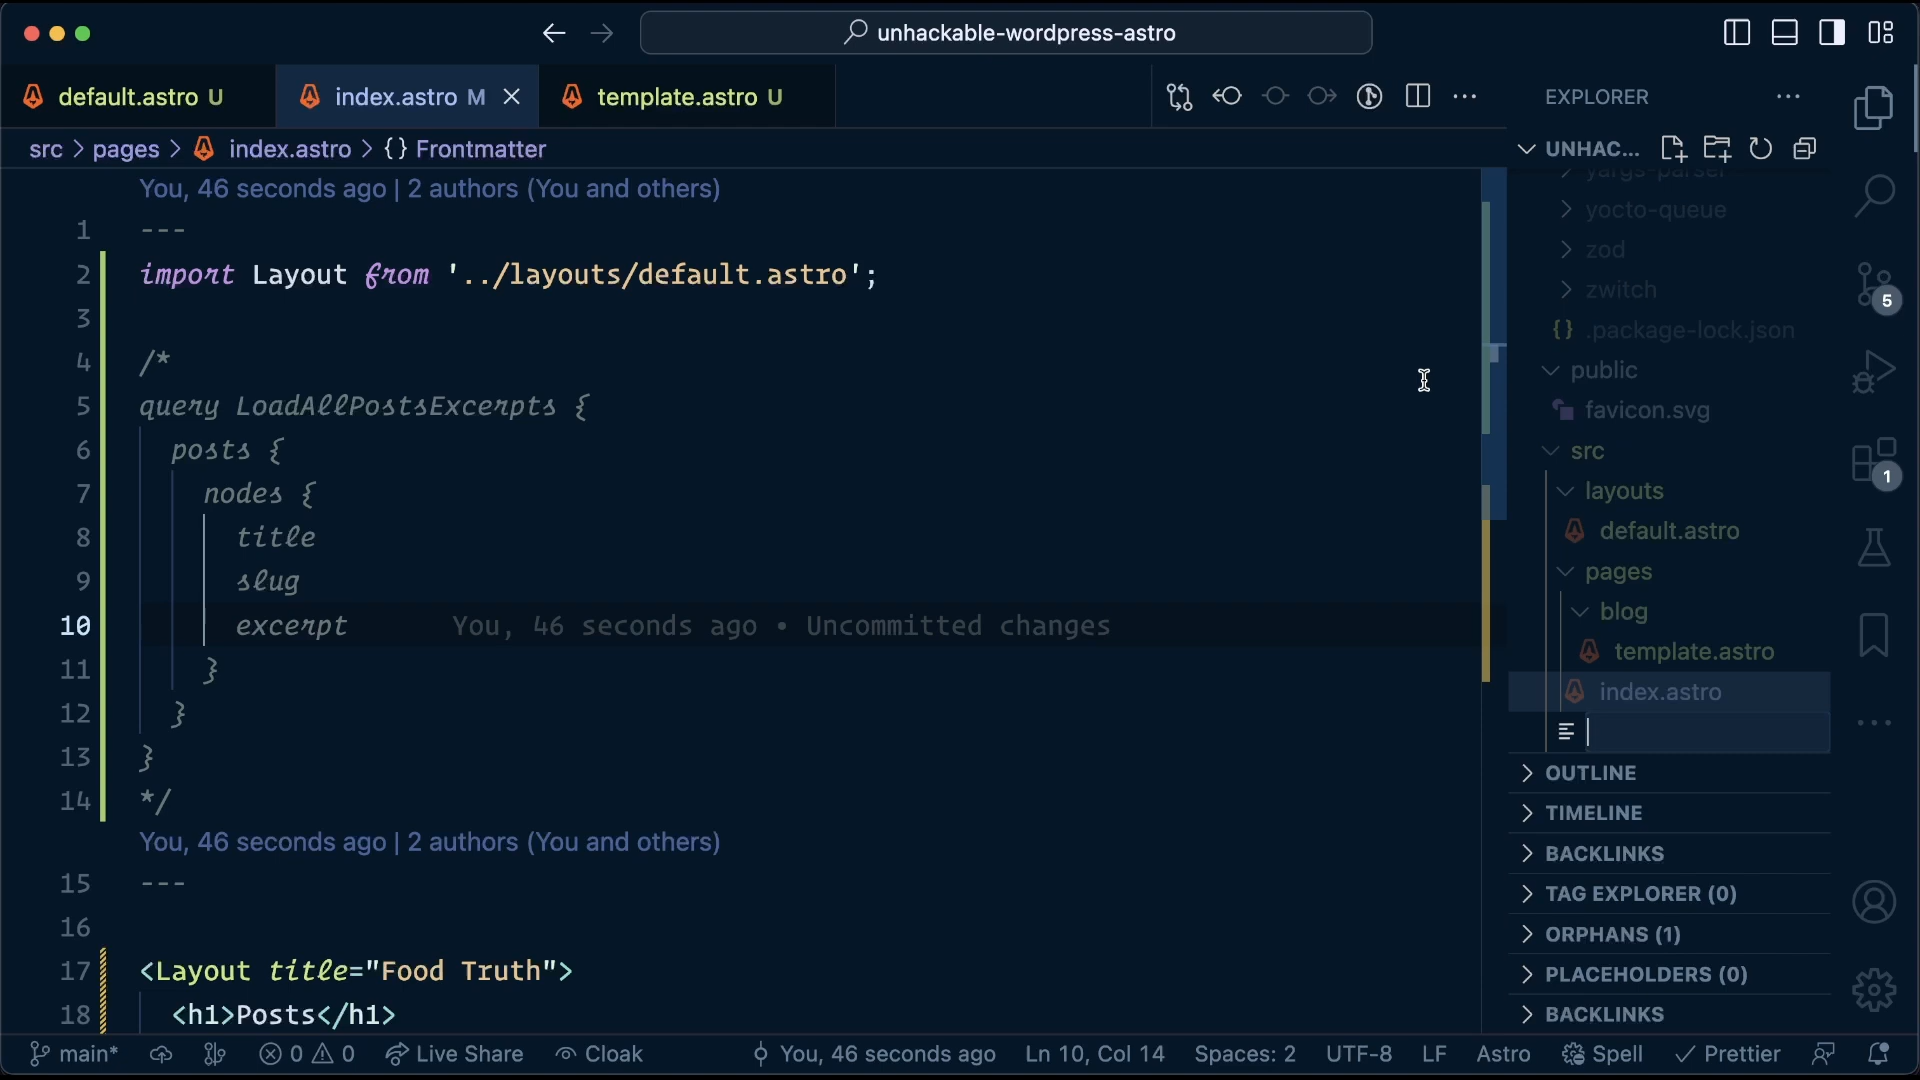 unhackable-wordpress-astro
default.astro U
index.astro M
template.astro U
EXPLORER
src > pages > index.astro > {} Frontmatter
UNHAC...
You, 46 seconds ago | 2 authors (You and others)
1 ---
2 import Layout from '../layouts/default.astro';
3
4 /*
5 query LoadAllPostsExcerpts {
6 posts {
7 nodes {
8 title
9 slug
10 excerpt You, 46 seconds ago • Uncommitted changes
11 }
12 }
13 }
14 */
You, 46 seconds ago | 2 authors (You and others)
15 ---
16
17 <Layout title="Food Truth">
18 <h1>Posts</h1>
yargs-parser
yocto-queue
zod
zwitch
{} .package-lock.json
public
favicon.svg
src
layouts
default.astro
pages
blog
template.astro
index.astro
OUTLINE
TIMELINE
BACKLINKS
TAG EXPLORER (0)
ORPHANS (1)
PLACEHOLDERS (0)
BACKLINKS
5
1
main* 0 0 Live Share Cloak You, 46 seconds ago Ln 10, Col 14 Spaces: 2 UTF-8 LF Astro Spell Prettier